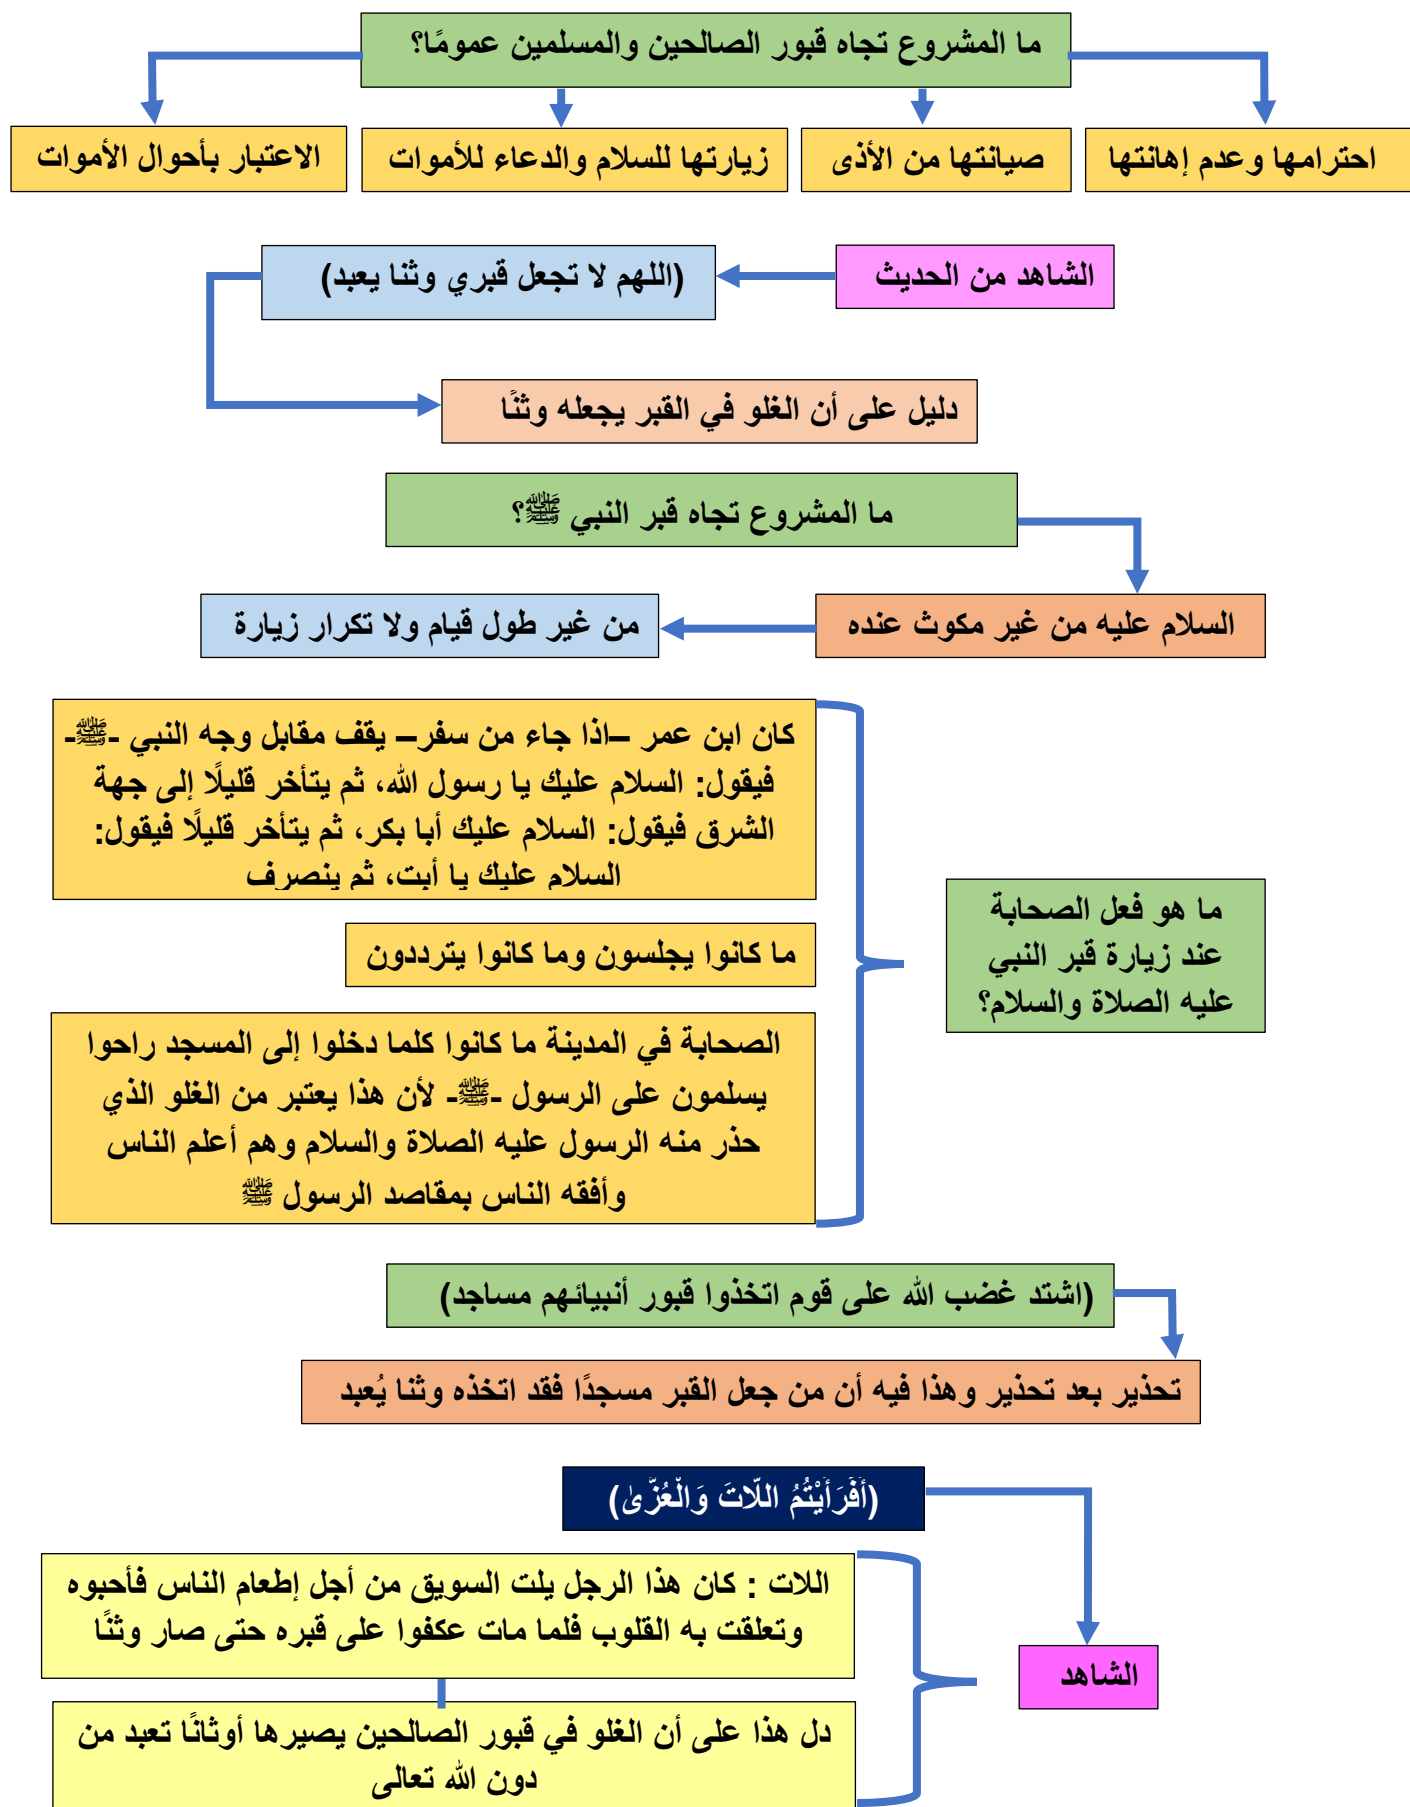 ما المشروع تجاه قبور الصالحين والمسلمين عمومًا؟
احترامها وعدم إهانتها
صيانتها من الأذى
زيارتها للسلام والدعاء للأموات
الاعتبار بأحوال الأموات
الشاهد من الحديث
(اللهم لا تجعل قبري وثنا يعبد)
دليل على أن الغلو في القبر يجعله وثنًا
ما المشروع تجاه قبر النبي ﷺ؟
السلام عليه من غير مكوث عنده
من غير طول قيام ولا تكرار زيارة
ما هو فعل الصحابة
عند زيارة قبر النبي
عليه الصلاة والسلام؟
كان ابن عمر –اذا جاء من سفر– يقف مقابل وجه النبي -ﷺ-
فيقول: السلام عليك يا رسول الله، ثم يتأخر قليلًا إلى جهة
الشرق فيقول: السلام عليك أبا بكر، ثم يتأخر قليلًا فيقول:
السلام عليك يا أبت، ثم ينصرف
ما كانوا يجلسون وما كانوا يترددون
الصحابة في المدينة ما كانوا كلما دخلوا إلى المسجد راحوا
يسلمون على الرسول -ﷺ- لأن هذا يعتبر من الغلو الذي
حذر منه الرسول عليه الصلاة والسلام وهم أعلم الناس
وأفقه الناس بمقاصد الرسول ﷺ
(اشتد غضب الله على قوم اتخذوا قبور أنبيائهم مساجد)
تحذير بعد تحذير وهذا فيه أن من جعل القبر مسجدًا فقد اتخذه وثنا يُعبد
(أَفَرَأَيْتُمُ اللَّاتَ وَالْعُزَّىٰ)
الشاهد
اللات : كان هذا الرجل يلت السويق من أجل إطعام الناس فأحبوه
وتعلقت به القلوب فلما مات عكفوا على قبره حتى صار وثنًا
دل هذا على أن الغلو في قبور الصالحين يصيرها أوثانًا تعبد من
دون الله تعالى